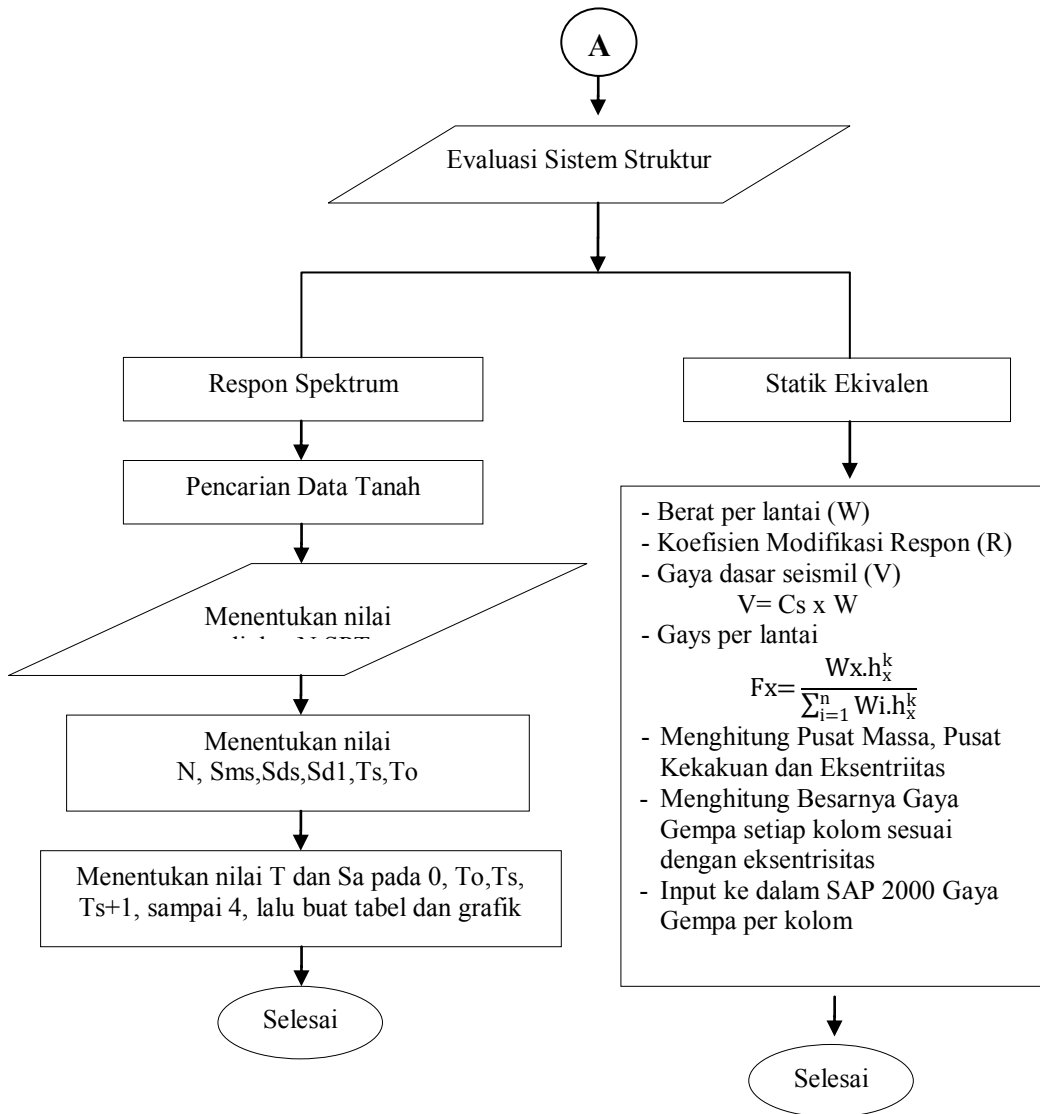 A
Evaluasi Sistem Struktur
Respon Spektrum
Pencarian Data Tanah
Menentukan nilai
Menentukan nilai
N, Sms,Sds,Sd1,Ts,To
Menentukan nilai T dan Sa pada 0, To,Ts,
Ts+1, sampai 4, lalu buat tabel dan grafik
Selesai
Statik Ekivalen
- Berat per lantai (W)
- Koefisien Modifikasi Respon (R)
- Gaya dasar seismil (V)
V= Cs x W
- Gays per lantai
Fx= \frac{Wx.h_x^k}{\sum_{i=1}^n Wi.h_x^k}
- Menghitung Pusat Massa, Pusat
Kekakuan dan Eksentriitas
- Menghitung Besarnya Gaya
Gempa setiap kolom sesuai
dengan eksentrisitas
- Input ke dalam SAP 2000 Gaya
Gempa per kolom
Selesai